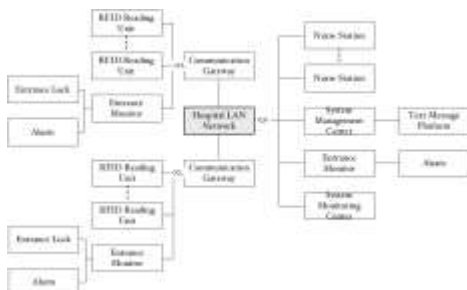 RFID Reading
Unit
RFID Reading
Unit
Communication
Gateway
Entrance Lock
Entrance
Monitor
Alarm
Nurse Station
Nurse Station
Hospital LAN
Network
System
Management
Center
Text Message
Platform
RFID Reading
Unit
Communication
Gateway
Entrance
Monitor
Alarm
RFID Reading
Unit
System
Monitoring
Center
Entrance Lock
Entrance
Monitor
Alarm